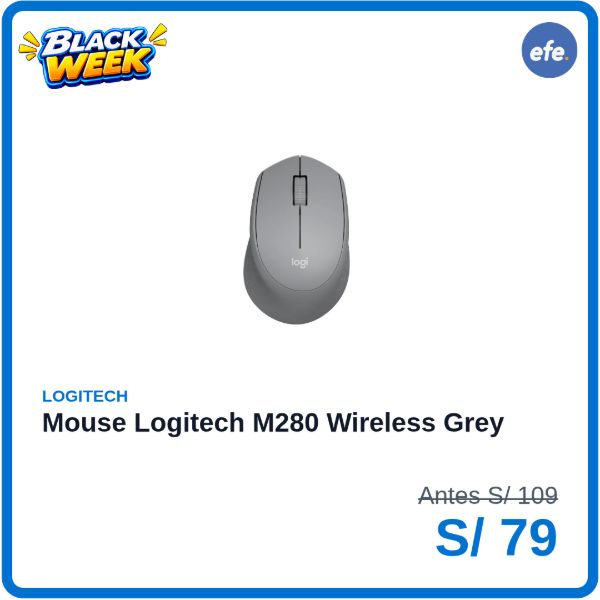 BLACK
WEEK
efe.
logi
LOGITECH
Mouse Logitech M280 Wireless Grey
Antes S/ 109
S/ 79